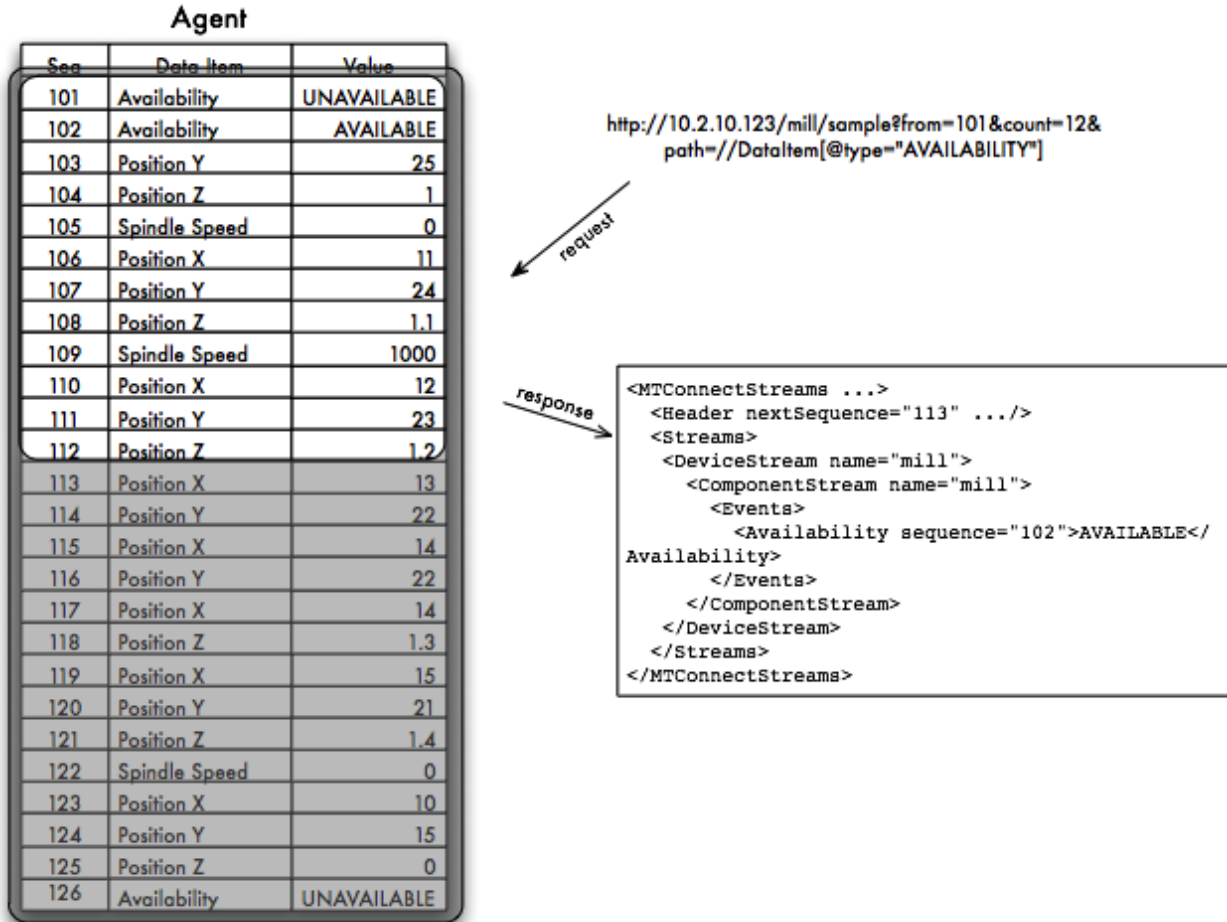 Agent
Seq Data Item Value
101 Availability UNAVAILABLE
102 Availability AVAILABLE
103 Position Y 25
104 Position Z 1
105 Spindle Speed 0
106 Position X 11
107 Position Y 24
108 Position Z 1.1
109 Spindle Speed 1000
110 Position X 12
111 Position Y 23
112 Position Z 1.2
113 Position X 13
114 Position Y 22
115 Position X 14
116 Position Y 22
117 Position X 14
118 Position Z 1.3
119 Position X 15
120 Position Y 21
121 Position Z 1.4
122 Spindle Speed 0
123 Position X 10
124 Position Y 15
125 Position Z 0
126 Availability UNAVAILABLE
http://10.2.10.123/mill/sample?from=101&count=12&
path=//DataItem[@type="AVAILABILITY"]
request
response
<MTConnectStreams ...>
<Header nextSequence="113" .../>
<Streams>
<DeviceStream name="mill">
<ComponentStream name="mill">
<Events>
<Availability sequence="102">AVAILABLE</
Availability>
</Events>
</ComponentStream>
</DeviceStream>
</Streams>
</MTConnectStreams>